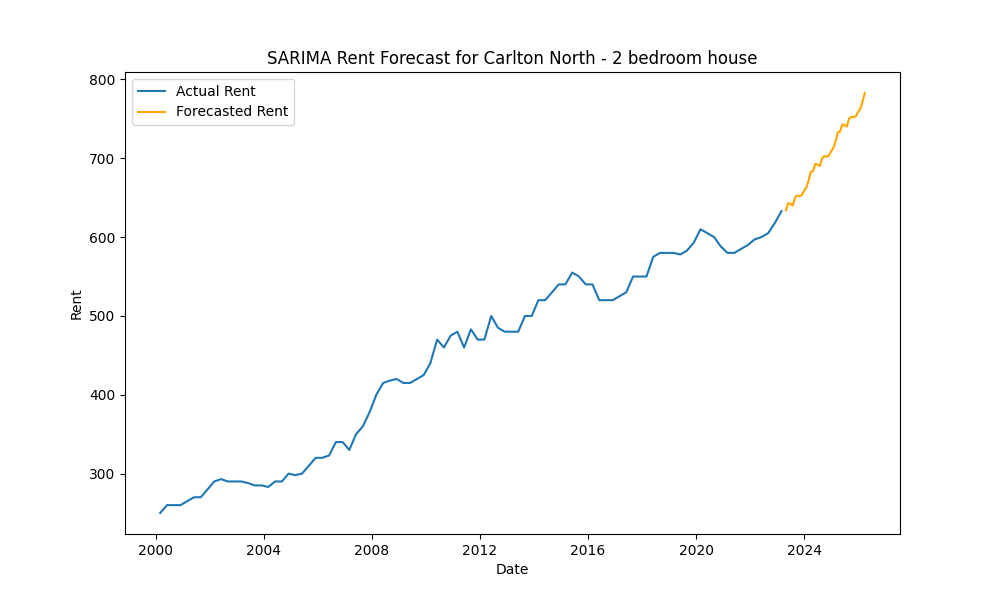 SARIMA Rent Forecast for Carlton North - 2 bedroom house
Actual Rent
Forecasted Rent
800
700
600
500
400
300
Rent
2000 2004 2008 2012 2016 2020 2024
Date